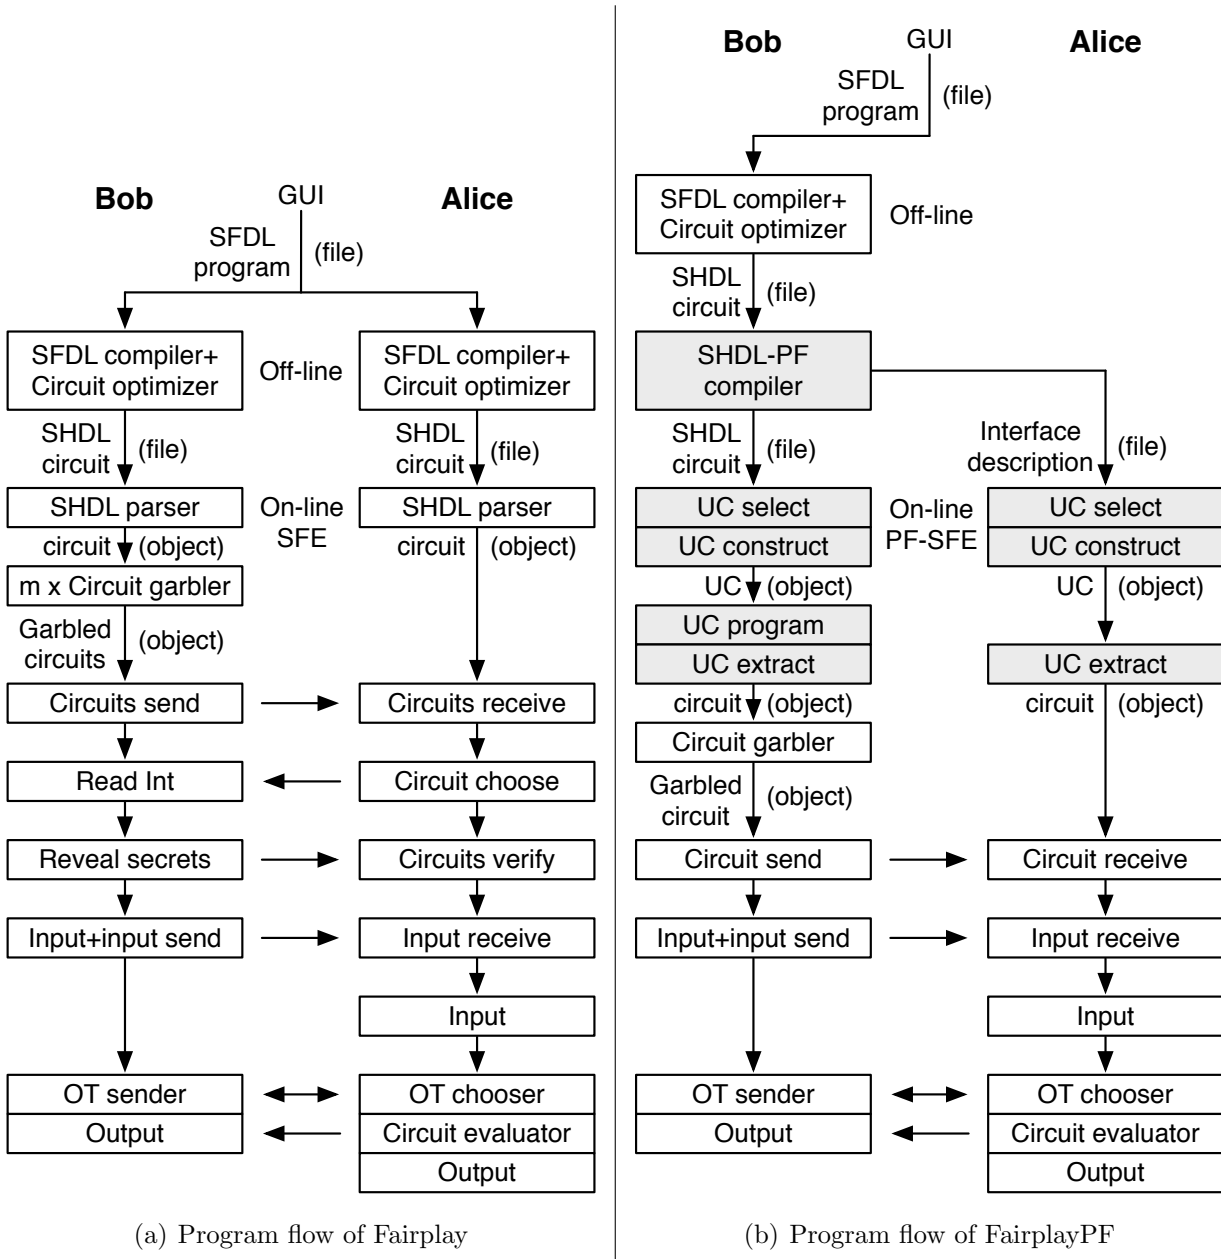 Bob
GUI
Alice
SFDL
program
(file)
SFDL compiler+
Circuit optimizer
Off-line
SFDL compiler+
Circuit optimizer
SHDL
circuit
(file)
SHDL
circuit
(file)
SHDL parser
On-line
SFE
SHDL parser
circuit
(object)
circuit
(object)
m x Circuit garbler
Garbled
circuits
(object)
Circuits send
Circuits receive
Read Int
Circuit choose
Reveal secrets
Circuits verify
Input+input send
Input receive
Input
OT sender
OT chooser
Output
Circuit evaluator
Output
(a) Program flow of Fairplay
Bob
GUI
Alice
SFDL
program
(file)
SFDL compiler+
Circuit optimizer
Off-line
SHDL
circuit
(file)
SHDL-PF
compiler
SHDL
circuit
(file)
Interface
description
(file)
UC select
On-line
PF-SFE
UC select
UC construct
UC construct
UC
(object)
UC
(object)
UC program
UC extract
UC extract
circuit
(object)
circuit
(object)
Circuit garbler
Garbled
circuit
(object)
Circuit send
Circuit receive
Input+input send
Input receive
Input
OT sender
OT chooser
Output
Circuit evaluator
Output
(b) Program flow of FairplayPF